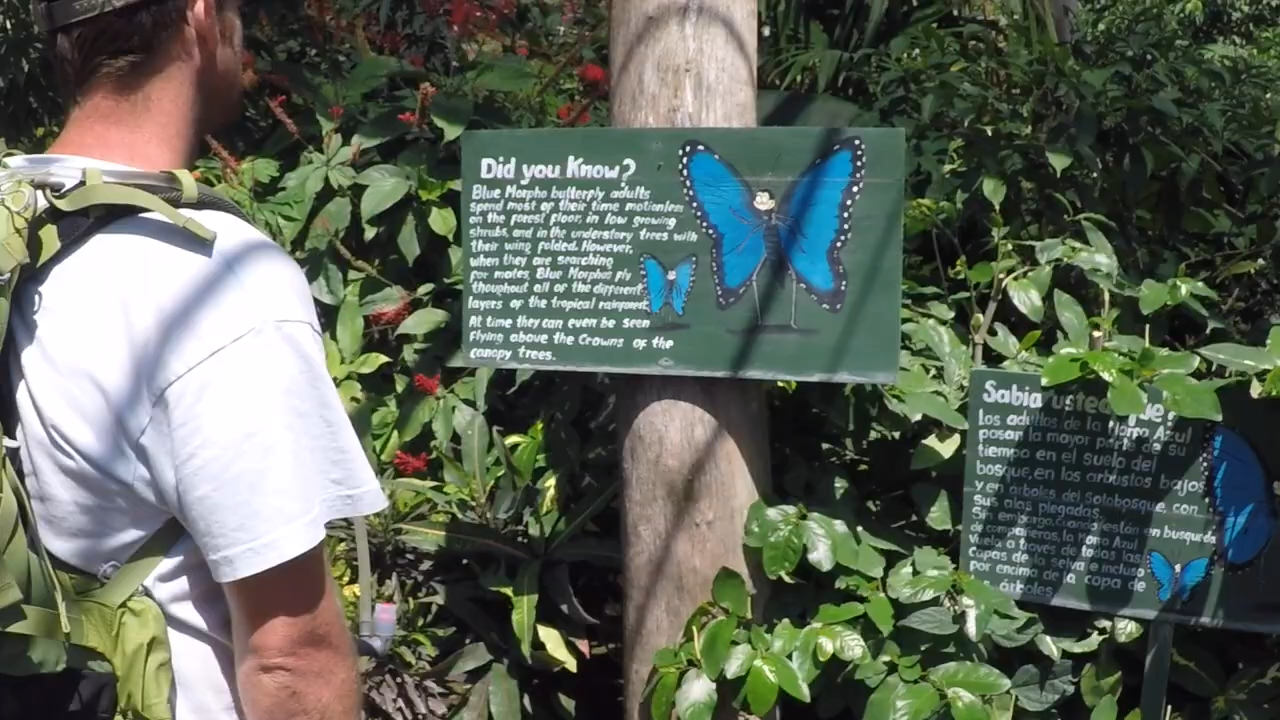 Did you Know?
Blue Morpho butterfly adults
spend most of their time motionless
on the forest floor, in low growing
shrubs, and in the understory trees with
their wing folded. However,
when they are searching
for mates, Blue Morphos fly
thoughout all of the different
layers of the tropical rainforest.
At time they can even be seen
Flying above the Crowns of the
canopy trees.
Sabia usted que?
Los adultos de la Morfo Azul
pasan la mayor parte de su
tiempo en el suelo del
bosque, en los arbustos bajos
y en arboles del Sotobosque, con
Sus alas plegadas.
Sin embargo, cuando están en busqueda
de compañeras, la Morfo Azul
vuela a través de todas las
capas de la selva e incluso
por encima de la copa de
árboles.